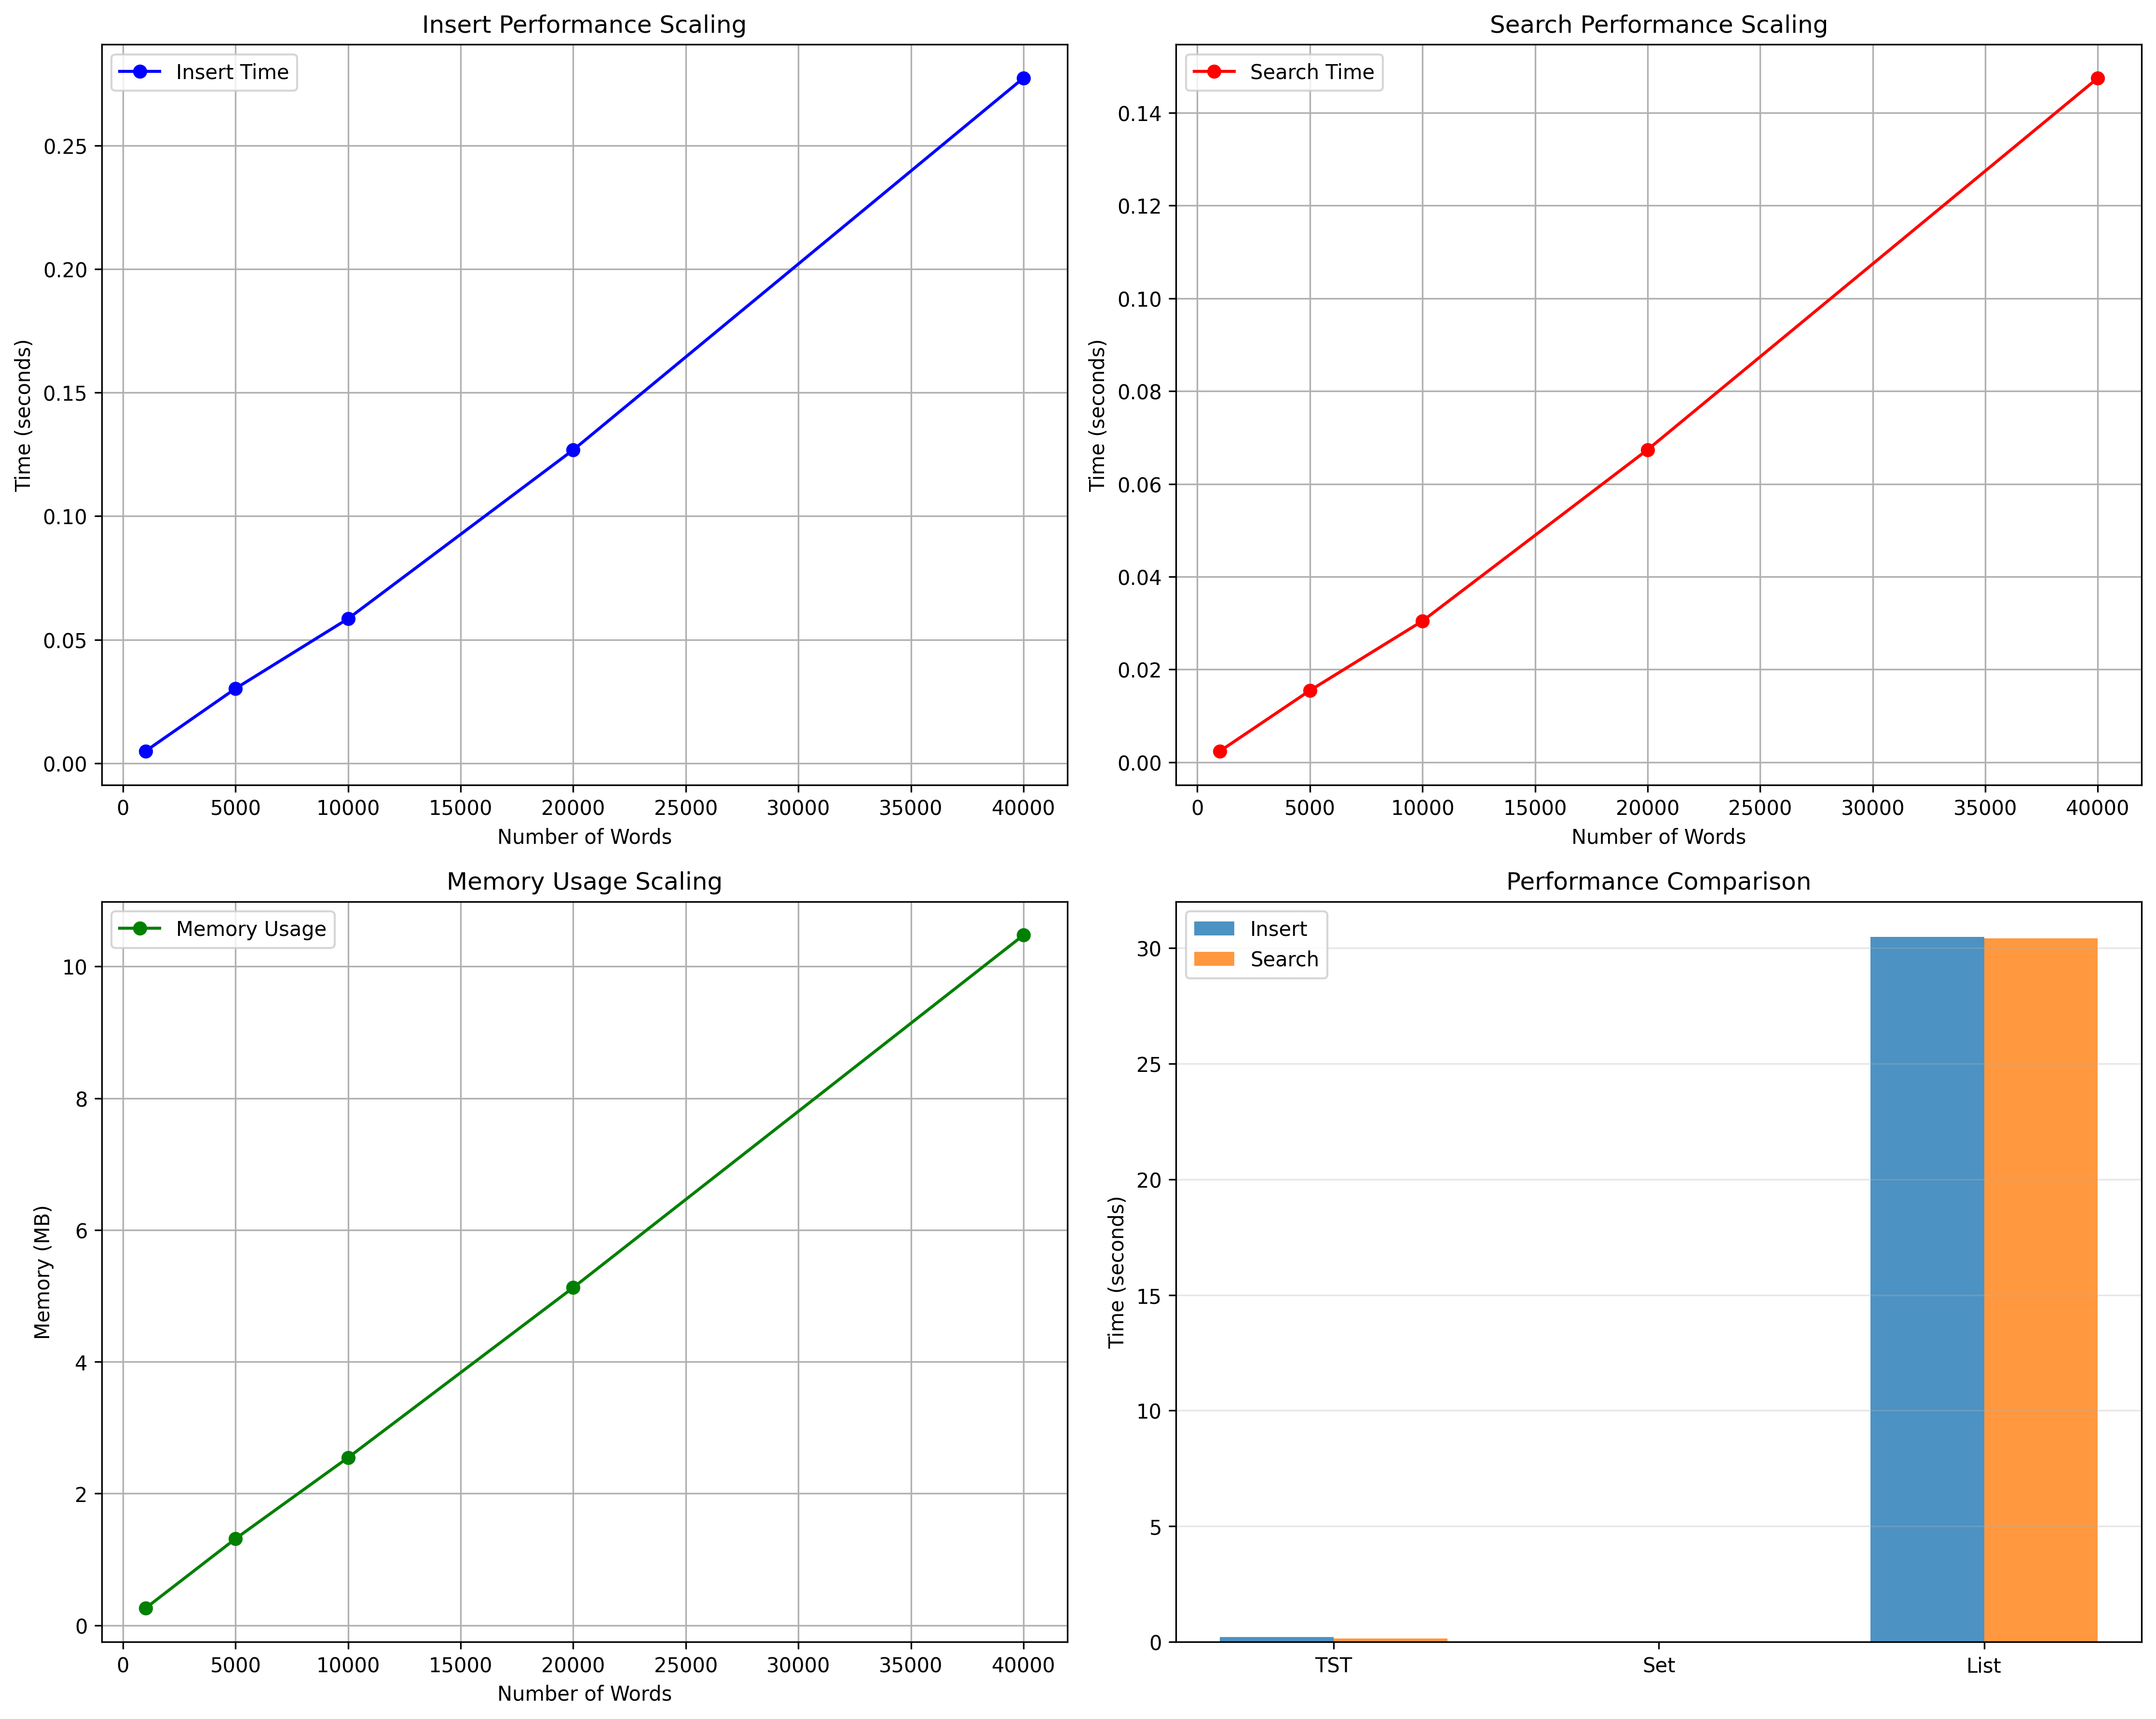 Insert Performance Scaling
Insert Time
0.25
0.20
0.15
0.10
0.05
0.00
Time (seconds)
0 5000 10000 15000 20000 25000 30000 35000 40000
Number of Words
Search Performance Scaling
Search Time
0.14
0.12
0.10
0.08
0.06
0.04
0.02
0.00
Time (seconds)
0 5000 10000 15000 20000 25000 30000 35000 40000
Number of Words
Memory Usage Scaling
Memory Usage
10
8
6
4
2
0
Memory (MB)
0 5000 10000 15000 20000 25000 30000 35000 40000
Number of Words
Performance Comparison
Insert
Search
30
25
20
15
10
5
0
Time (seconds)
TST Set List